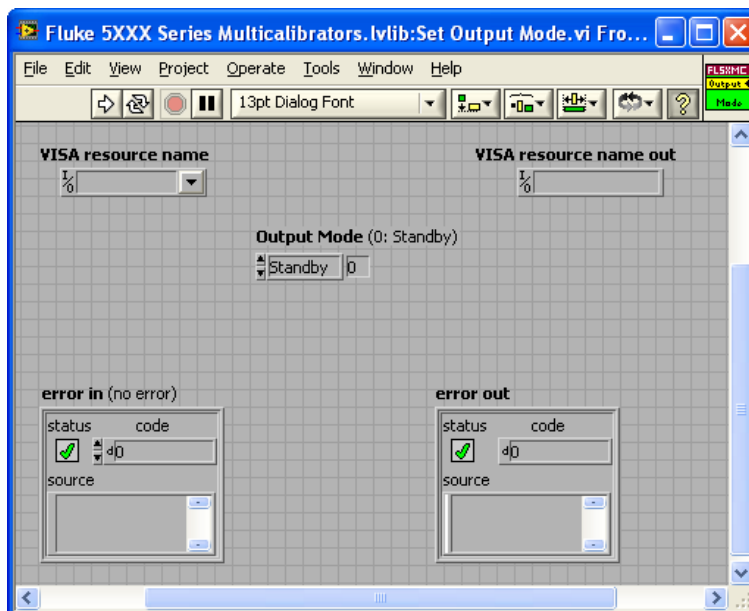 Fluke 5XXX Series Multicalibrators.lvlib:Set Output Mode.vi Fro...
File Edit View Project Operate Tools Window Help
13pt Dialog Font
FL5XMC
Output
Mode
VISA resource name
VISA resource name out
I/O
I/O
Output Mode (0: Standby)
Standby 0
error in (no error)
error out
status code
status code
d0
d0
source
source